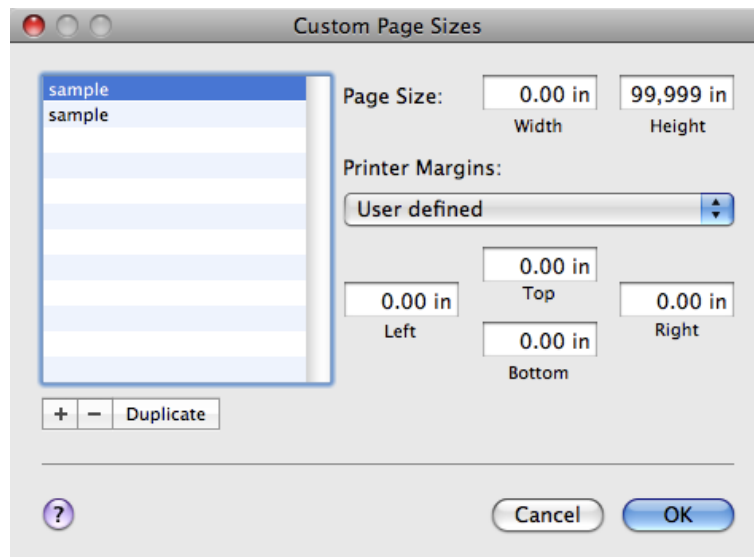 Custom Page Sizes
sample
sample
Page Size:
0.00 in
99,999 in
Width
Height
Printer Margins:
User defined
0.00 in
Top
0.00 in
Left
0.00 in
Right
0.00 in
Bottom
+ − Duplicate
?
Cancel
OK